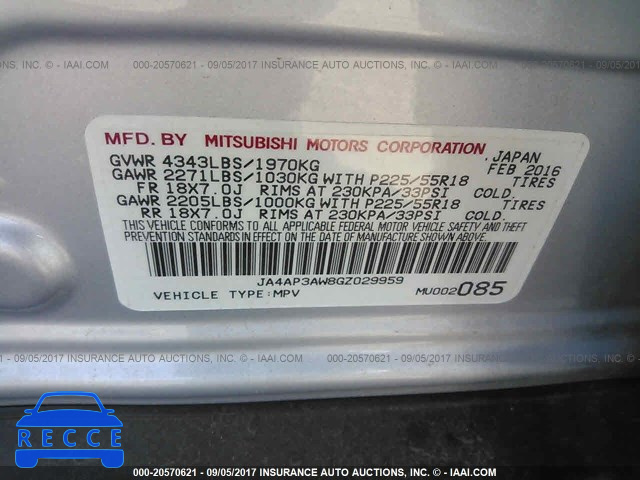 000-20570621 - 09/05/2017 INSURANCE AUTO AUCTIONS, INC. - © IAAI.COM
MFD. BY MITSUBISHI MOTORS CORPORATION
GVWR 4343LBS/1970KG JAPAN
GAWR 2271LBS/1030KG WITH P225/55R18 FEB 2016
FR 18X7.0J RIMS AT 230KPA/33PSI COLD. TIRES
GAWR 2205LBS/1000KG WITH P225/55R18 TIRES
RR 18X7.0J RIMS AT 230KPA/33PSI COLD.
THIS VEHICLE CONFORMS TO ALL APPLICABLE FEDERAL MOTOR VEHICLE SAFETY AND THEFT
PREVENTION STANDARDS IN EFFECT ON THE DATE OF MANUFACTURE SHOWN ABOVE.
JA4AP3AW8GZ029959
VEHICLE TYPE:MPV MU002085
000-20570621 - 09/05/2017 INSURANCE AUTO AUCTIONS, INC. - © IAAI.COM
RECCE
000-20570621 - 09/05/2017 INSURANCE AUTO AUCTIONS, INC. - © IAAI.COM